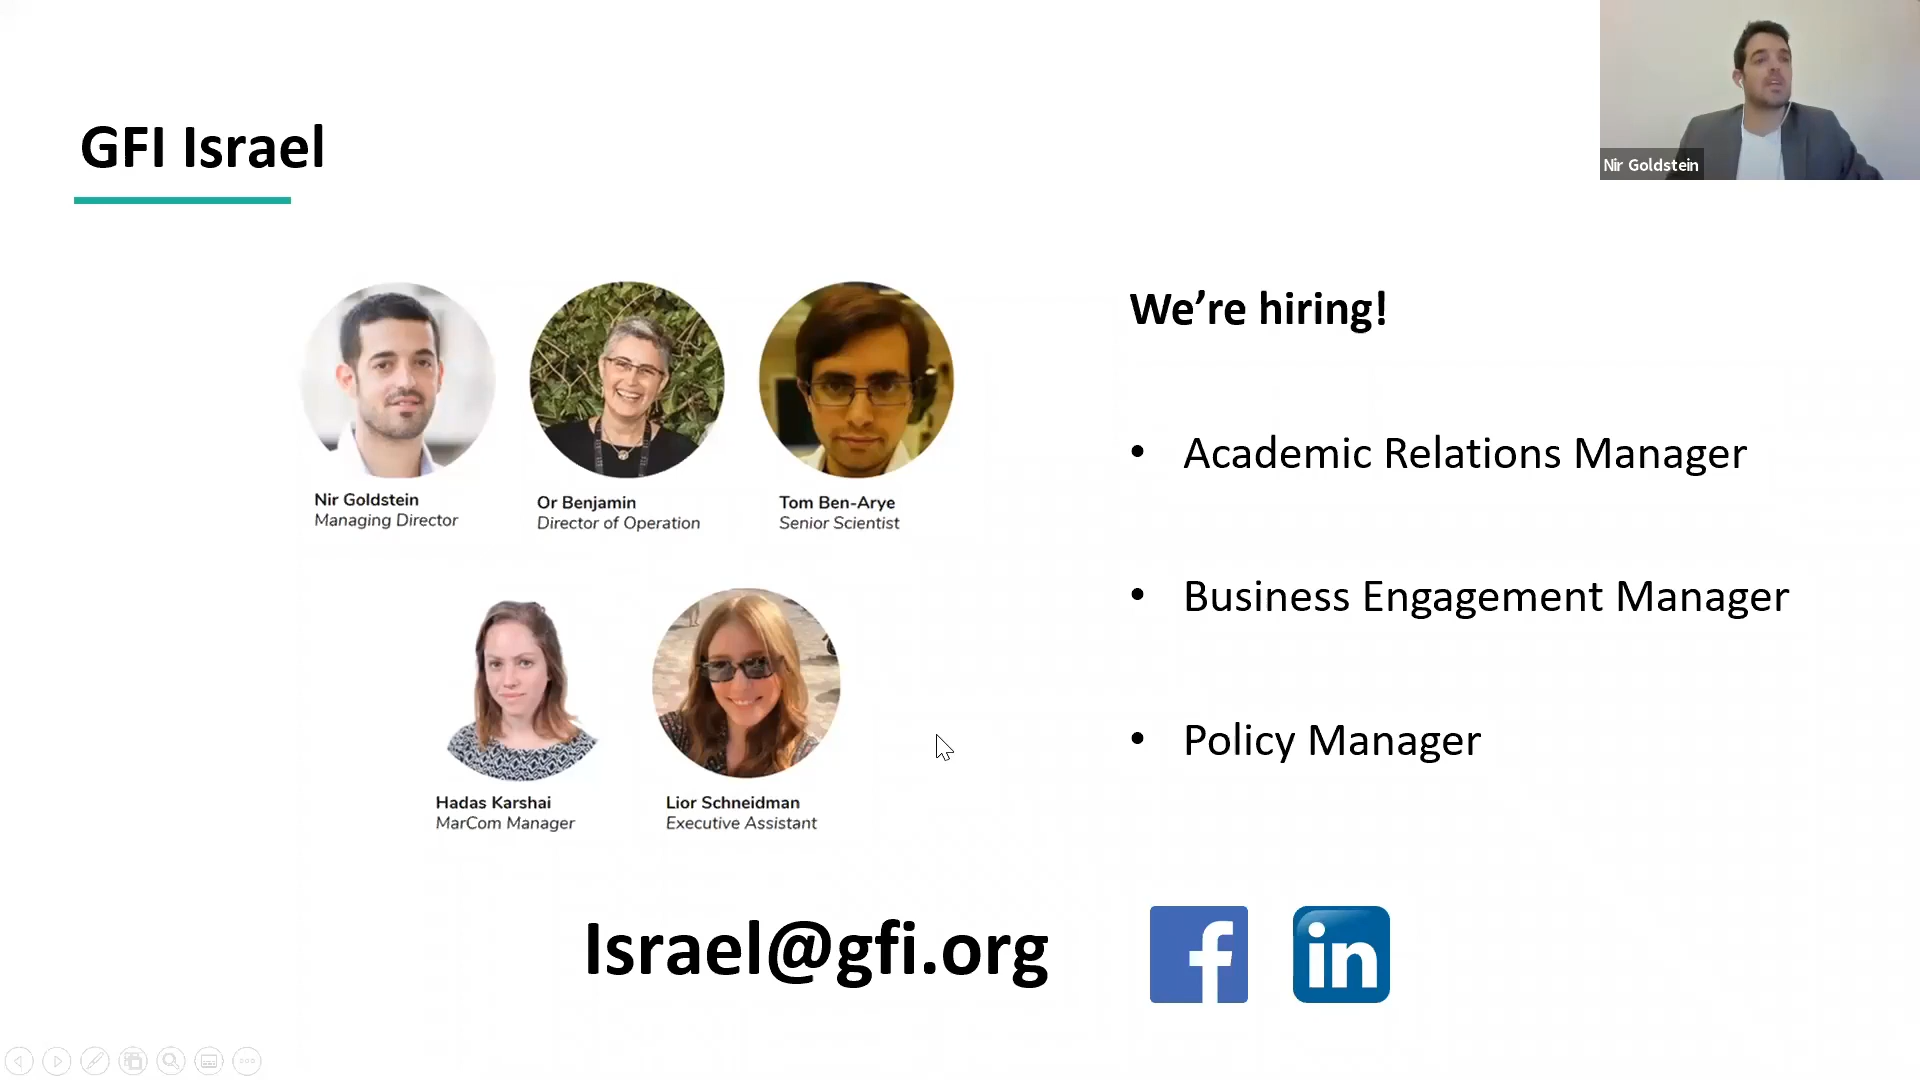 GFI Israel
Nir Goldstein
Nir Goldstein
Managing Director
Or Benjamin
Director of Operation
Tom Ben-Arye
Senior Scientist
Hadas Karshai
MarCom Manager
Lior Schneidman
Executive Assistant
We’re hiring!
• Academic Relations Manager
• Business Engagement Manager
• Policy Manager
Israel@gfi.org
f
in